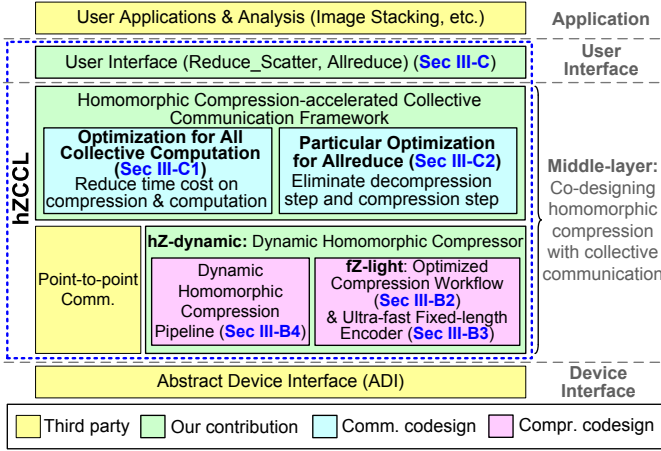 User Applications & Analysis (Image Stacking, etc.)
Application
User Interface (Reduce_Scatter, Allreduce) (Sec III-C)
User
Interface
hZCCL
Homomorphic Compression-accelerated Collective
Communication Framework
Optimization for All
Collective Computation
(Sec III-C1)
Reduce time cost on
compression & computation
Particular Optimization
for Allreduce (Sec III-C2)
Eliminate decompression
step and compression step
Middle-layer:
Co-designing
homomorphic
compression
with collective
communication
Point-to-point
Comm.
hZ-dynamic: Dynamic Homomorphic Compressor
Dynamic
Homomorphic
Compression
Pipeline (Sec III-B4)
fZ-light: Optimized
Compression Workflow
(Sec III-B2)
& Ultra-fast Fixed-length
Encoder (Sec III-B3)
Abstract Device Interface (ADI)
Device
Interface
Third party
Our contribution
Comm. codesign
Compr. codesign